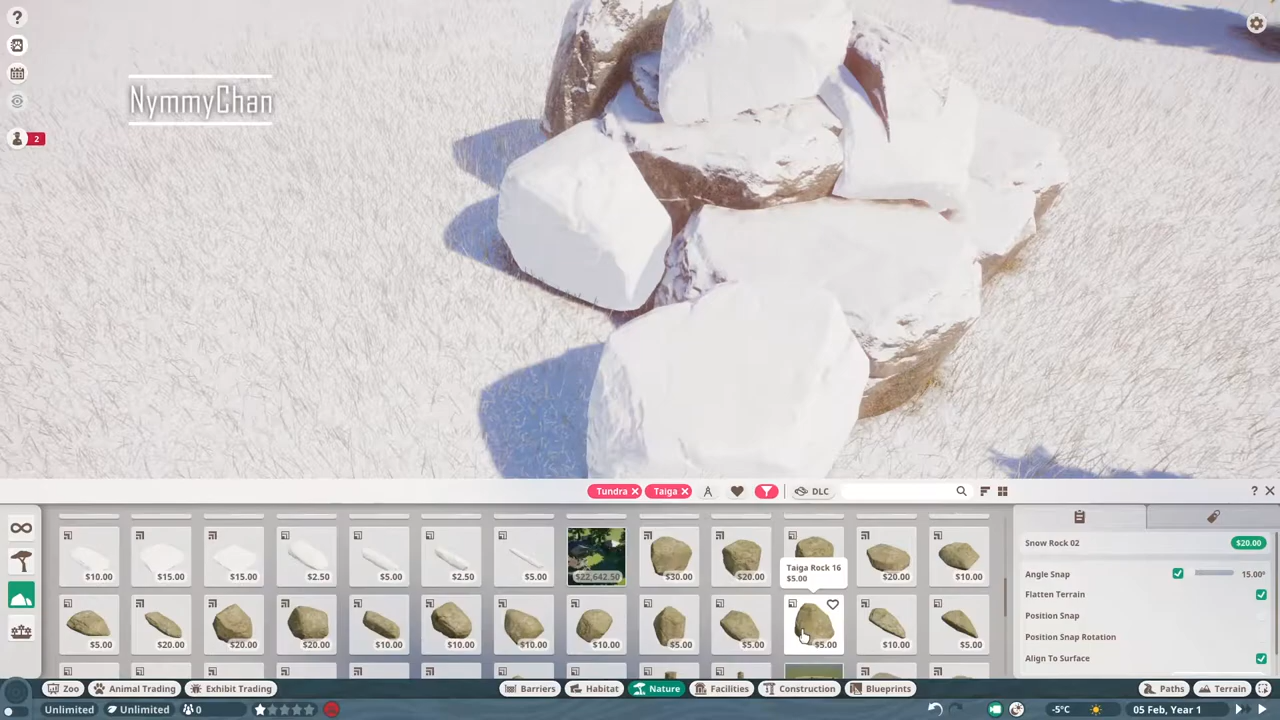 ?
NymmyChan
2
Tundra ✕ Taiga ✕ DLC ? ✕
$10.00 $15.00 $15.00 $2.50 $5.00 $2.50 $5.00 $22,642.50 $30.00 $20.00 $20.00 $10.00
Taiga Rock 16
$5.00
$5.00 $20.00 $20.00 $20.00 $10.00 $10.00 $10.00 $10.00 $5.00 $5.00 $5.00 $10.00 $5.00
Snow Rock 02 $20.00
Angle Snap 15.00°
Flatten Terrain
Position Snap
Position Snap Rotation
Align To Surface
Zoo Animal Trading Exhibit Trading Barriers Habitat Nature Facilities Construction Blueprints Paths Terrain
Unlimited Unlimited 0 -5°C 05 Feb, Year 1